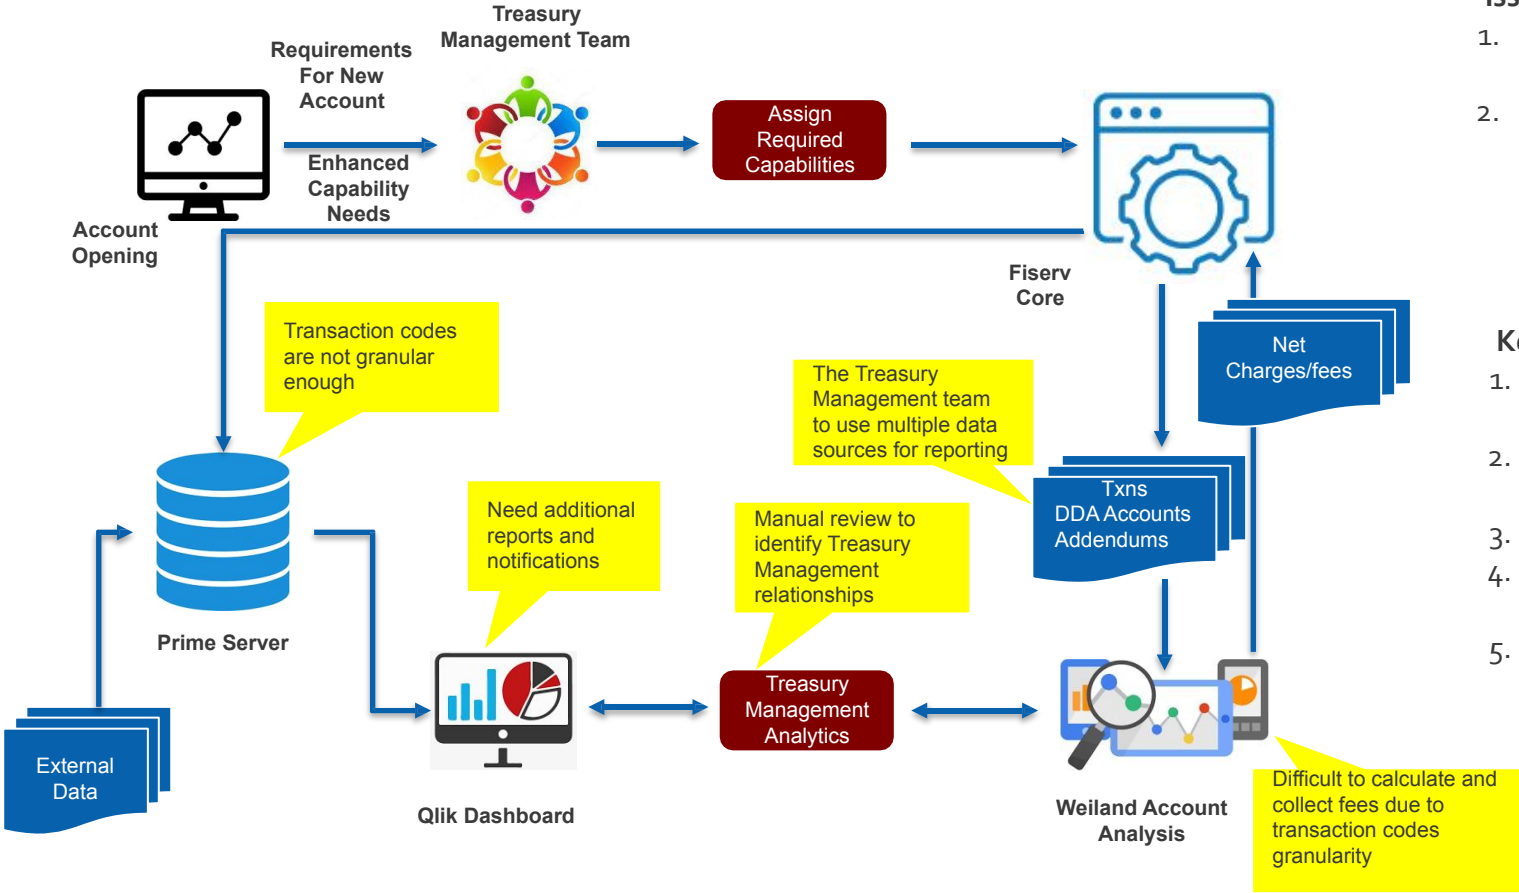 Treasury
Management Team
Requirements
For New
Account
Enhanced
Capability
Needs
Account
Opening
Assign
Required
Capabilities
Fiserv
Core
1.
2.
Transaction codes
are not granular
enough
The Treasury
Management team
to use multiple data
sources for reporting
Net
Charges/fees
1.
2.
3.
4.
5.
Txns
DDA Accounts
Addendums
Need additional
reports and
notifications
Manual review to
identify Treasury
Management
relationships
Prime Server
External
Data
Qlik Dashboard
Treasury
Management
Analytics
Weiland Account
Analysis
Difficult to calculate and
collect fees due to
transaction codes
granularity